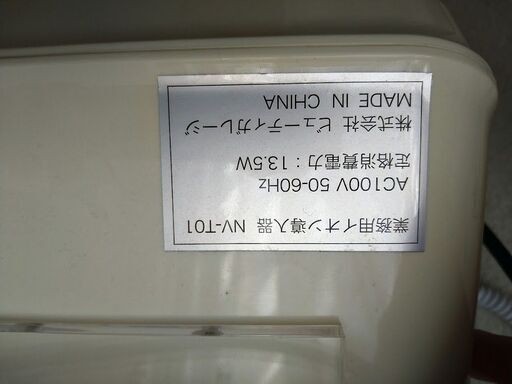 業務用イオン導入器 NV-T01
AC100V 50-60Hz
定格消費電力：13.5W
株式会社 ビューティガレージ
MADE IN CHINA